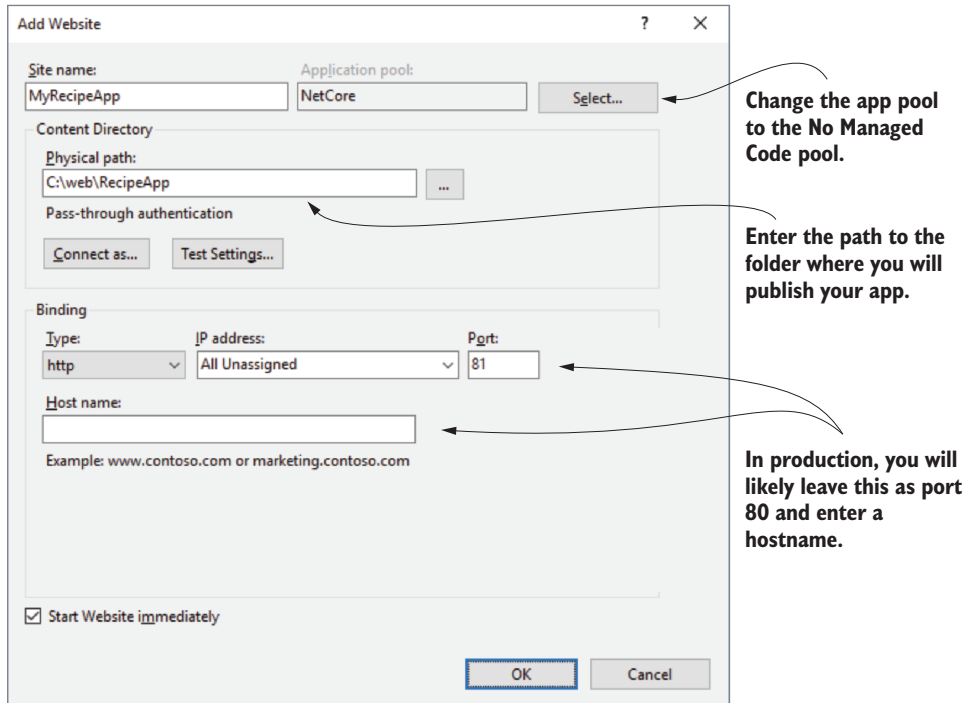 Add Website
? ×
Site name:
Application pool:
MyRecipeApp
NetCore
Select...
Change the app pool
to the No Managed
Code pool.
Content Directory
Physical path:
C:\web\RecipeApp
...
Pass-through authentication
Connect as...
Test Settings...
Enter the path to the
folder where you will
publish your app.
Binding
Type:
IP address:
Port:
http
All Unassigned
81
Host name:
Example: www.contoso.com or marketing.contoso.com
In production, you will
likely leave this as port
80 and enter a
hostname.
Start Website immediately
OK
Cancel